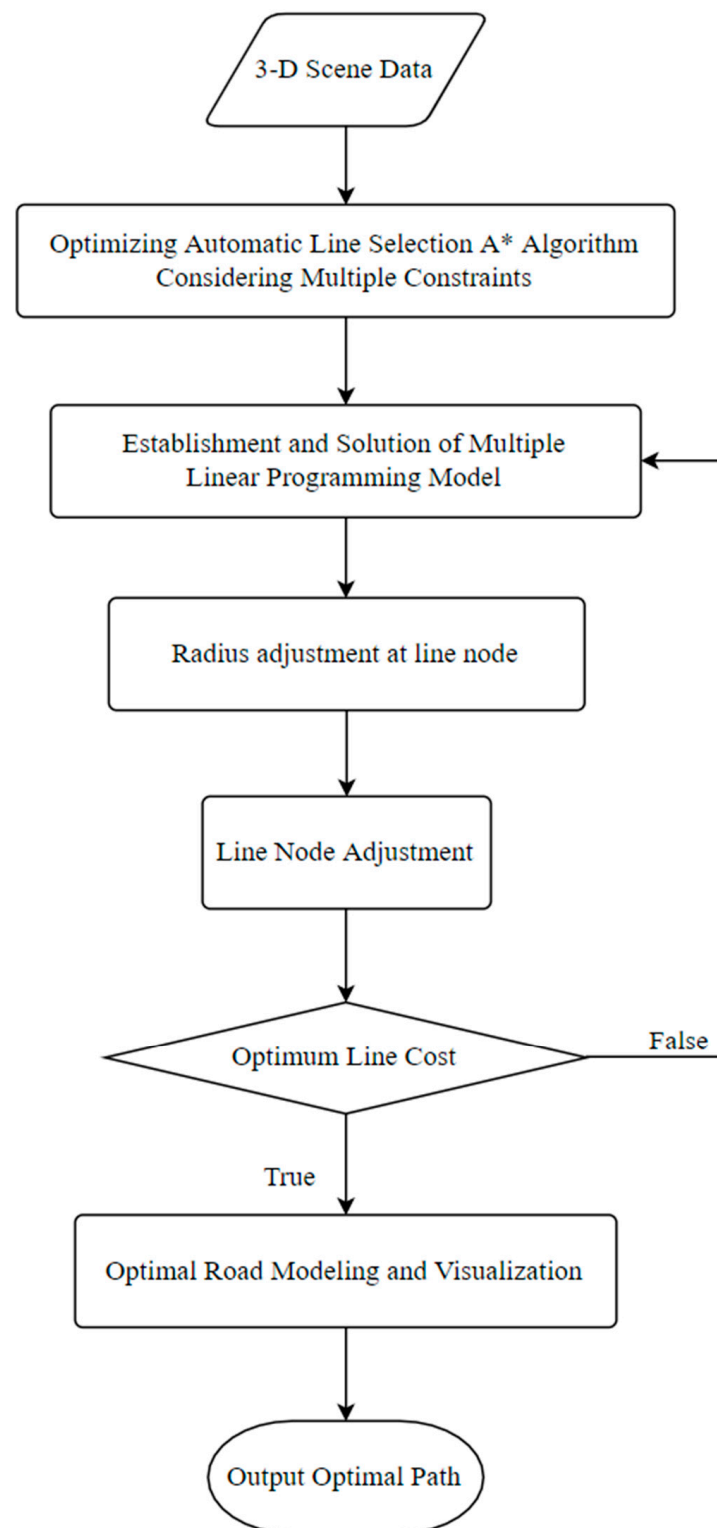 3-D Scene Data
Optimizing Automatic Line Selection A* Algorithm
Considering Multiple Constraints
Establishment and Solution of Multiple
Linear Programming Model
Radius adjustment at line node
Line Node Adjustment
Optimum Line Cost
False
True
Optimal Road Modeling and Visualization
Output Optimal Path